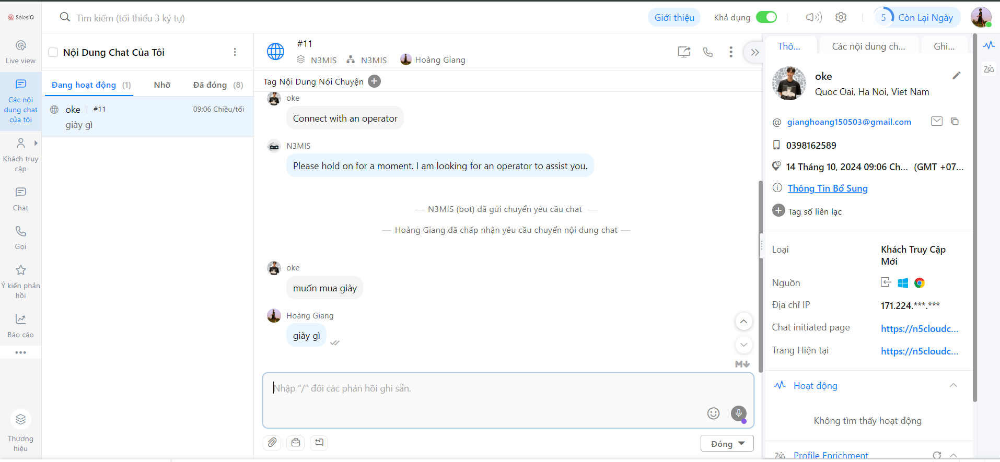 SalesIQ
Tìm kiếm (tối thiểu 3 ký tự)
Giới thiệu
Khả dụng
5
Còn Lại Ngày
Live view
Các nội
dung chat
của tôi
Khách truy
cập
Chat
Gọi
Ý kiến phản
hồi
Báo cáo
Thương
hiệu
Nội Dung Chat Của Tôi
Đang hoạt động (1)
Nhỡ
Đã đóng (8)
oke #11 09:06 Chiều/tối
giày gì
#11
N3MIS N3MIS Hoàng Giang
Tag Nội Dung Nói Chuyện
oke
Connect with an operator
N3MIS
Please hold on for a moment. I am looking for an operator to assist you.
N3MIS (bot) đã gửi chuyển yêu cầu chat
Hoàng Giang đã chấp nhận yêu cầu chuyển nội dung chat
oke
muốn mua giày
Hoàng Giang
giày gì
M
Nhập “/” đối các phản hồi ghi sẵn.
Đóng
Thô...
Các nội dung ch...
Ghi...
oke
Quoc Oai, Ha Noi, Viet Nam
@ gianghoang150503@gmail.com
0398162589
14 Tháng 10, 2024 09:06 Ch... (GMT +07...
Thông Tin Bổ Sung
Tag số liên lạc
Loại Khách Truy Cập
Mới
Nguồn
Địa chỉ IP 171.224.***.***
Chat initiated page https://n5cloudc...
Trang Hiện tại https://n5cloudc...
Hoạt động
Không tìm thấy hoạt động
Profile Enrichment